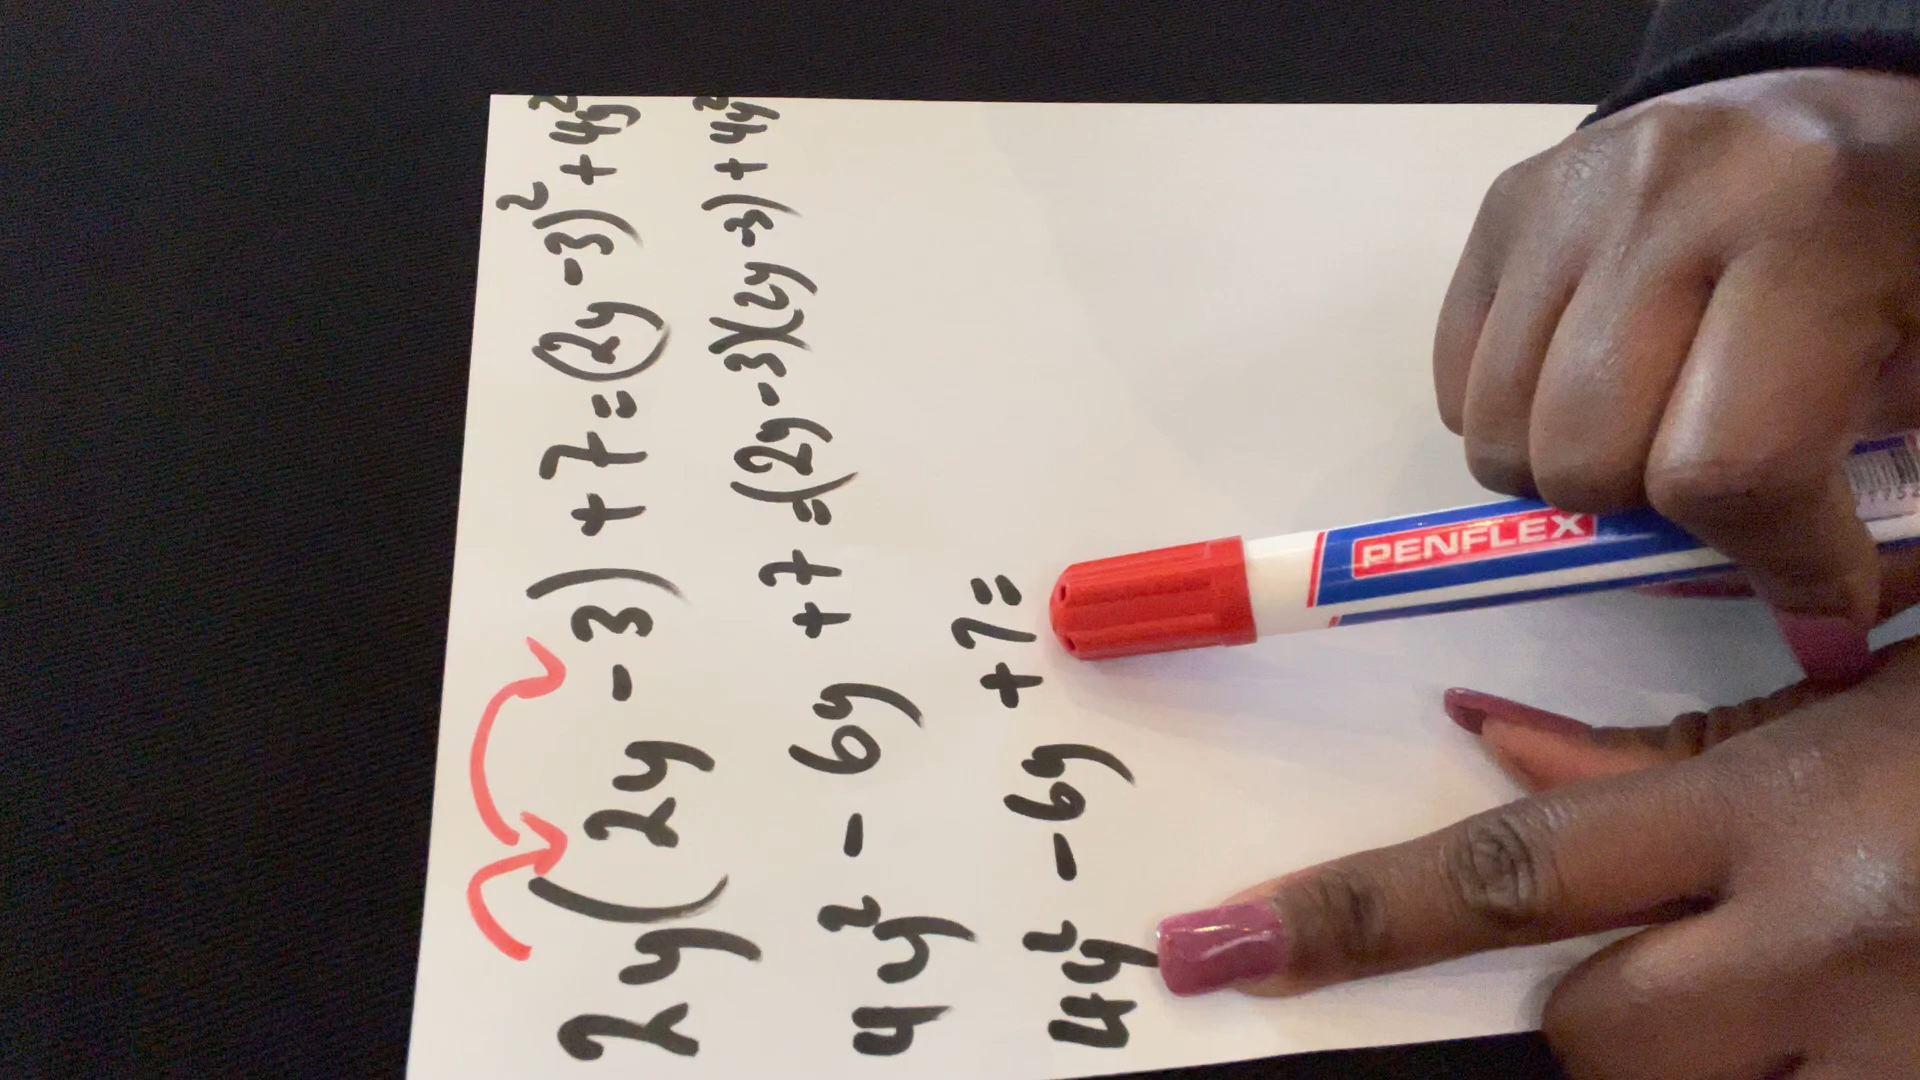 2y(2y - 3) + 7 = (2y - 3)² + 4y²
4y² - 6y + 7 = (2y - 3)(2y - 3) + 4y²
4y² - 6y + 7 =
PENFLEX